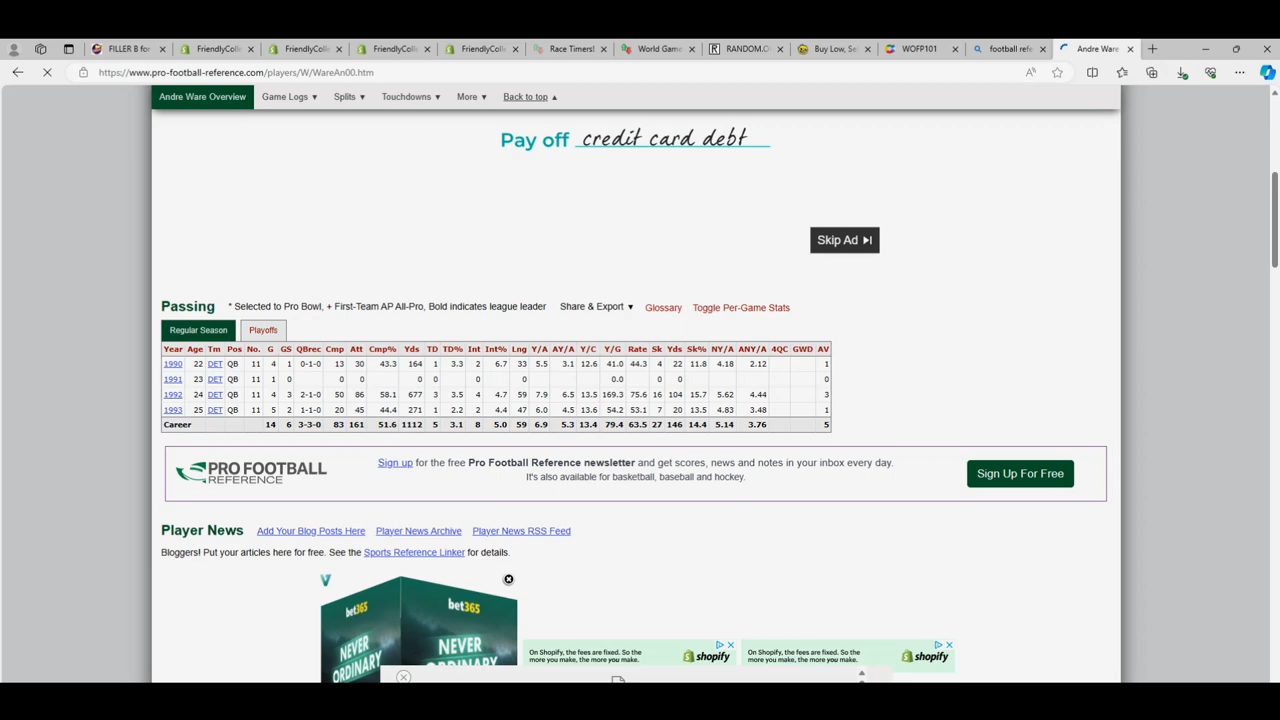 FILLER B for
FriendlyColle
FriendlyColle
FriendlyColle
FriendlyColle
Race Timers!
World Game
RANDOM.O
Buy Low, Se
WOFP101
football refe
Andre Ware
https://www.pro-football-reference.com/players/W/WareAn00.htm
Andre Ware Overview Game Logs ▼ Splits ▼ Touchdowns ▼ More ▼ Back to top ▲
Pay off credit card debt
Skip Ad
Passing * Selected to Pro Bowl, + First-Team AP All-Pro, Bold indicates league leader Share & Export ▼ Glossary Toggle Per-Game Stats
Regular Season Playoffs
Year Age Tm Pos No. G GS QBrec Cmp Att Cmp% Yds TD TD% Int Int% Lng Y/A AY/A Y/C Y/G Rate Sk Yds Sk% NY/A ANY/A 4QC GWD AV
1990 22 DET QB 11 4 1 0-1-0 13 30 43.3 164 1 3.3 2 6.7 33 5.5 3.1 12.6 41.0 44.3 4 22 11.8 4.18 2.12 1
1991 23 DET QB 11 1 0 0 0 0 0 0 0 0.0 0 0 0
1992 24 DET QB 11 4 3 2-1-0 50 86 58.1 677 3 3.5 4 4.7 59 7.9 6.5 13.5 169.3 75.6 16 104 15.7 5.62 4.44 3
1993 25 DET QB 11 5 2 1-1-0 20 45 44.4 271 1 2.2 2 4.4 47 6.0 4.5 13.6 54.2 53.1 7 20 13.5 4.83 3.48 1
Career 14 6 3-3-0 83 161 51.6 1112 5 3.1 8 5.0 59 6.9 5.3 13.4 79.4 63.5 27 146 14.4 5.14 3.76 5
PRO FOOTBALL
REFERENCE
Sign up for the free Pro Football Reference newsletter and get scores, news and notes in your inbox every day.
It's also available for basketball, baseball and hockey.
Sign Up For Free
Player News Add Your Blog Posts Here Player News Archive Player News RSS Feed
Bloggers! Put your articles here for free. See the Sports Reference Linker for details.
bet365
NEVER
ORDINARY
bet365
NEVER
ORDINARY
On Shopify, the fees are fixed. So the
more you make, the more you make.
shopify
On Shopify, the fees are fixed. So the
more you make, the more you make.
shopify